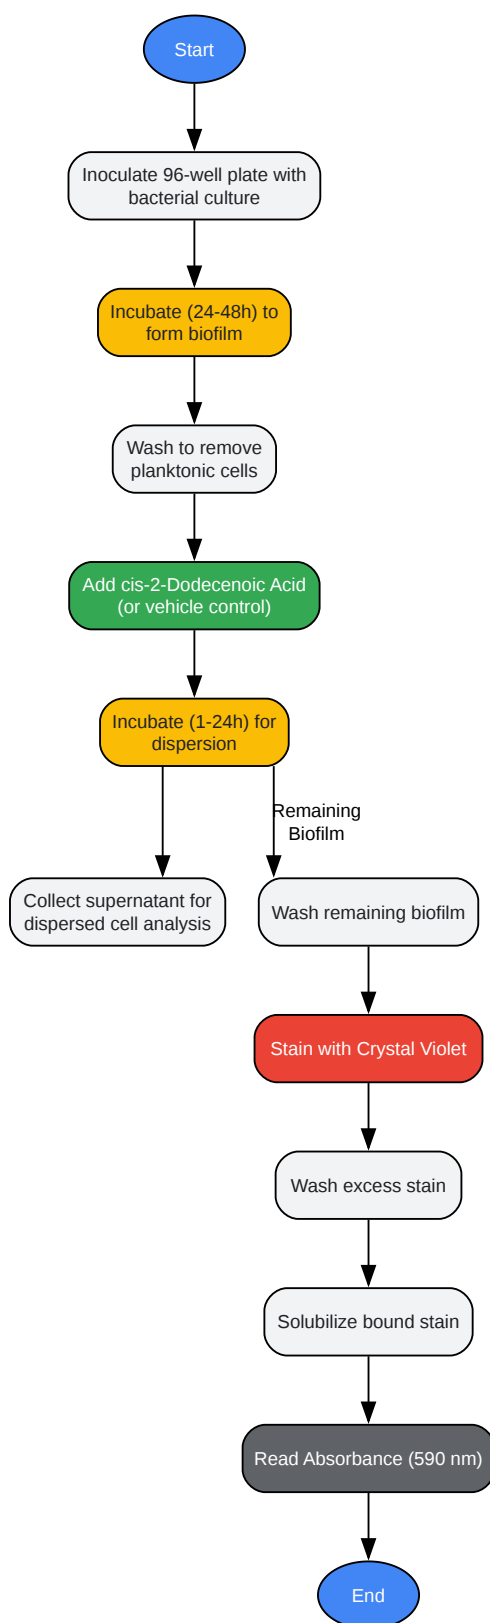 Start
Inoculate 96-well plate with
bacterial culture
Incubate (24-48h) to
form biofilm
Wash to remove
planktonic cells
Add cis-2-Dodecenoic Acid
(or vehicle control)
Incubate (1-24h) for
dispersion
Remaining
Biofilm
Collect supernatant for
dispersed cell analysis
Wash remaining biofilm
Stain with Crystal Violet
Wash excess stain
Solubilize bound stain
Read Absorbance (590 nm)
End